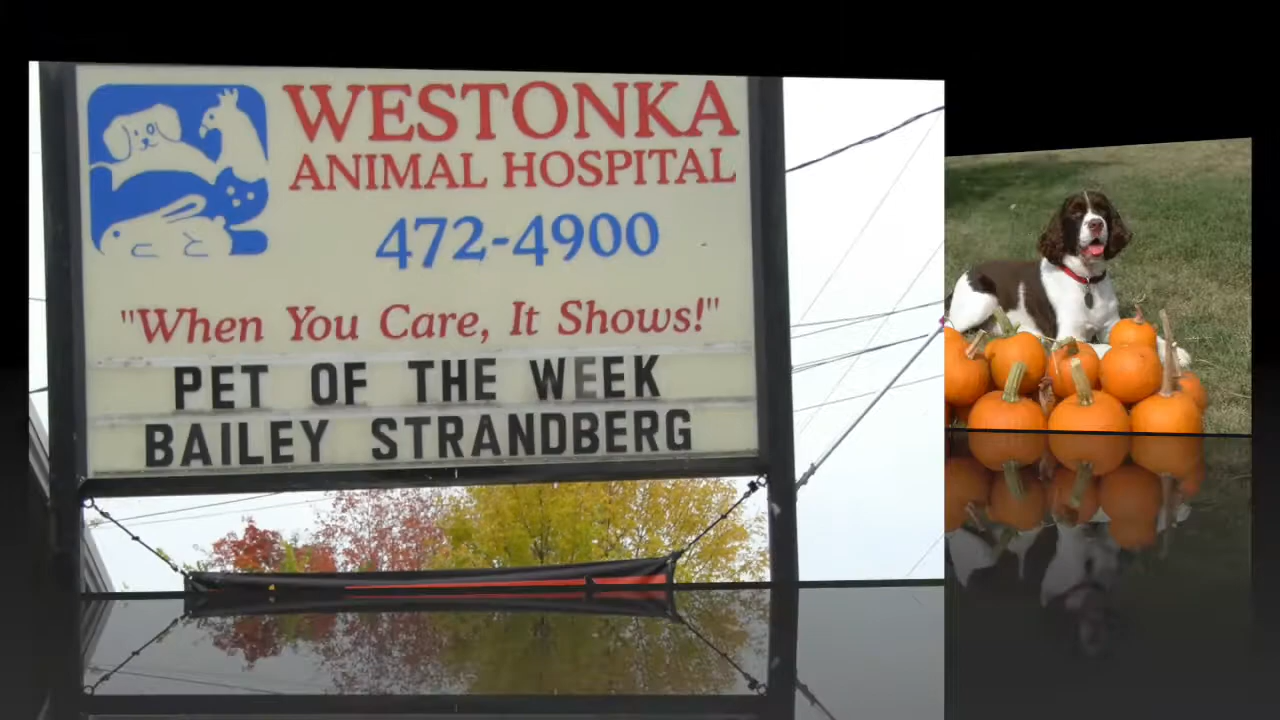 WESTONKA
ANIMAL HOSPITAL
472-4900
"When You Care, It Shows!"
PET OF THE WEEK
BAILEY STRANDBERG